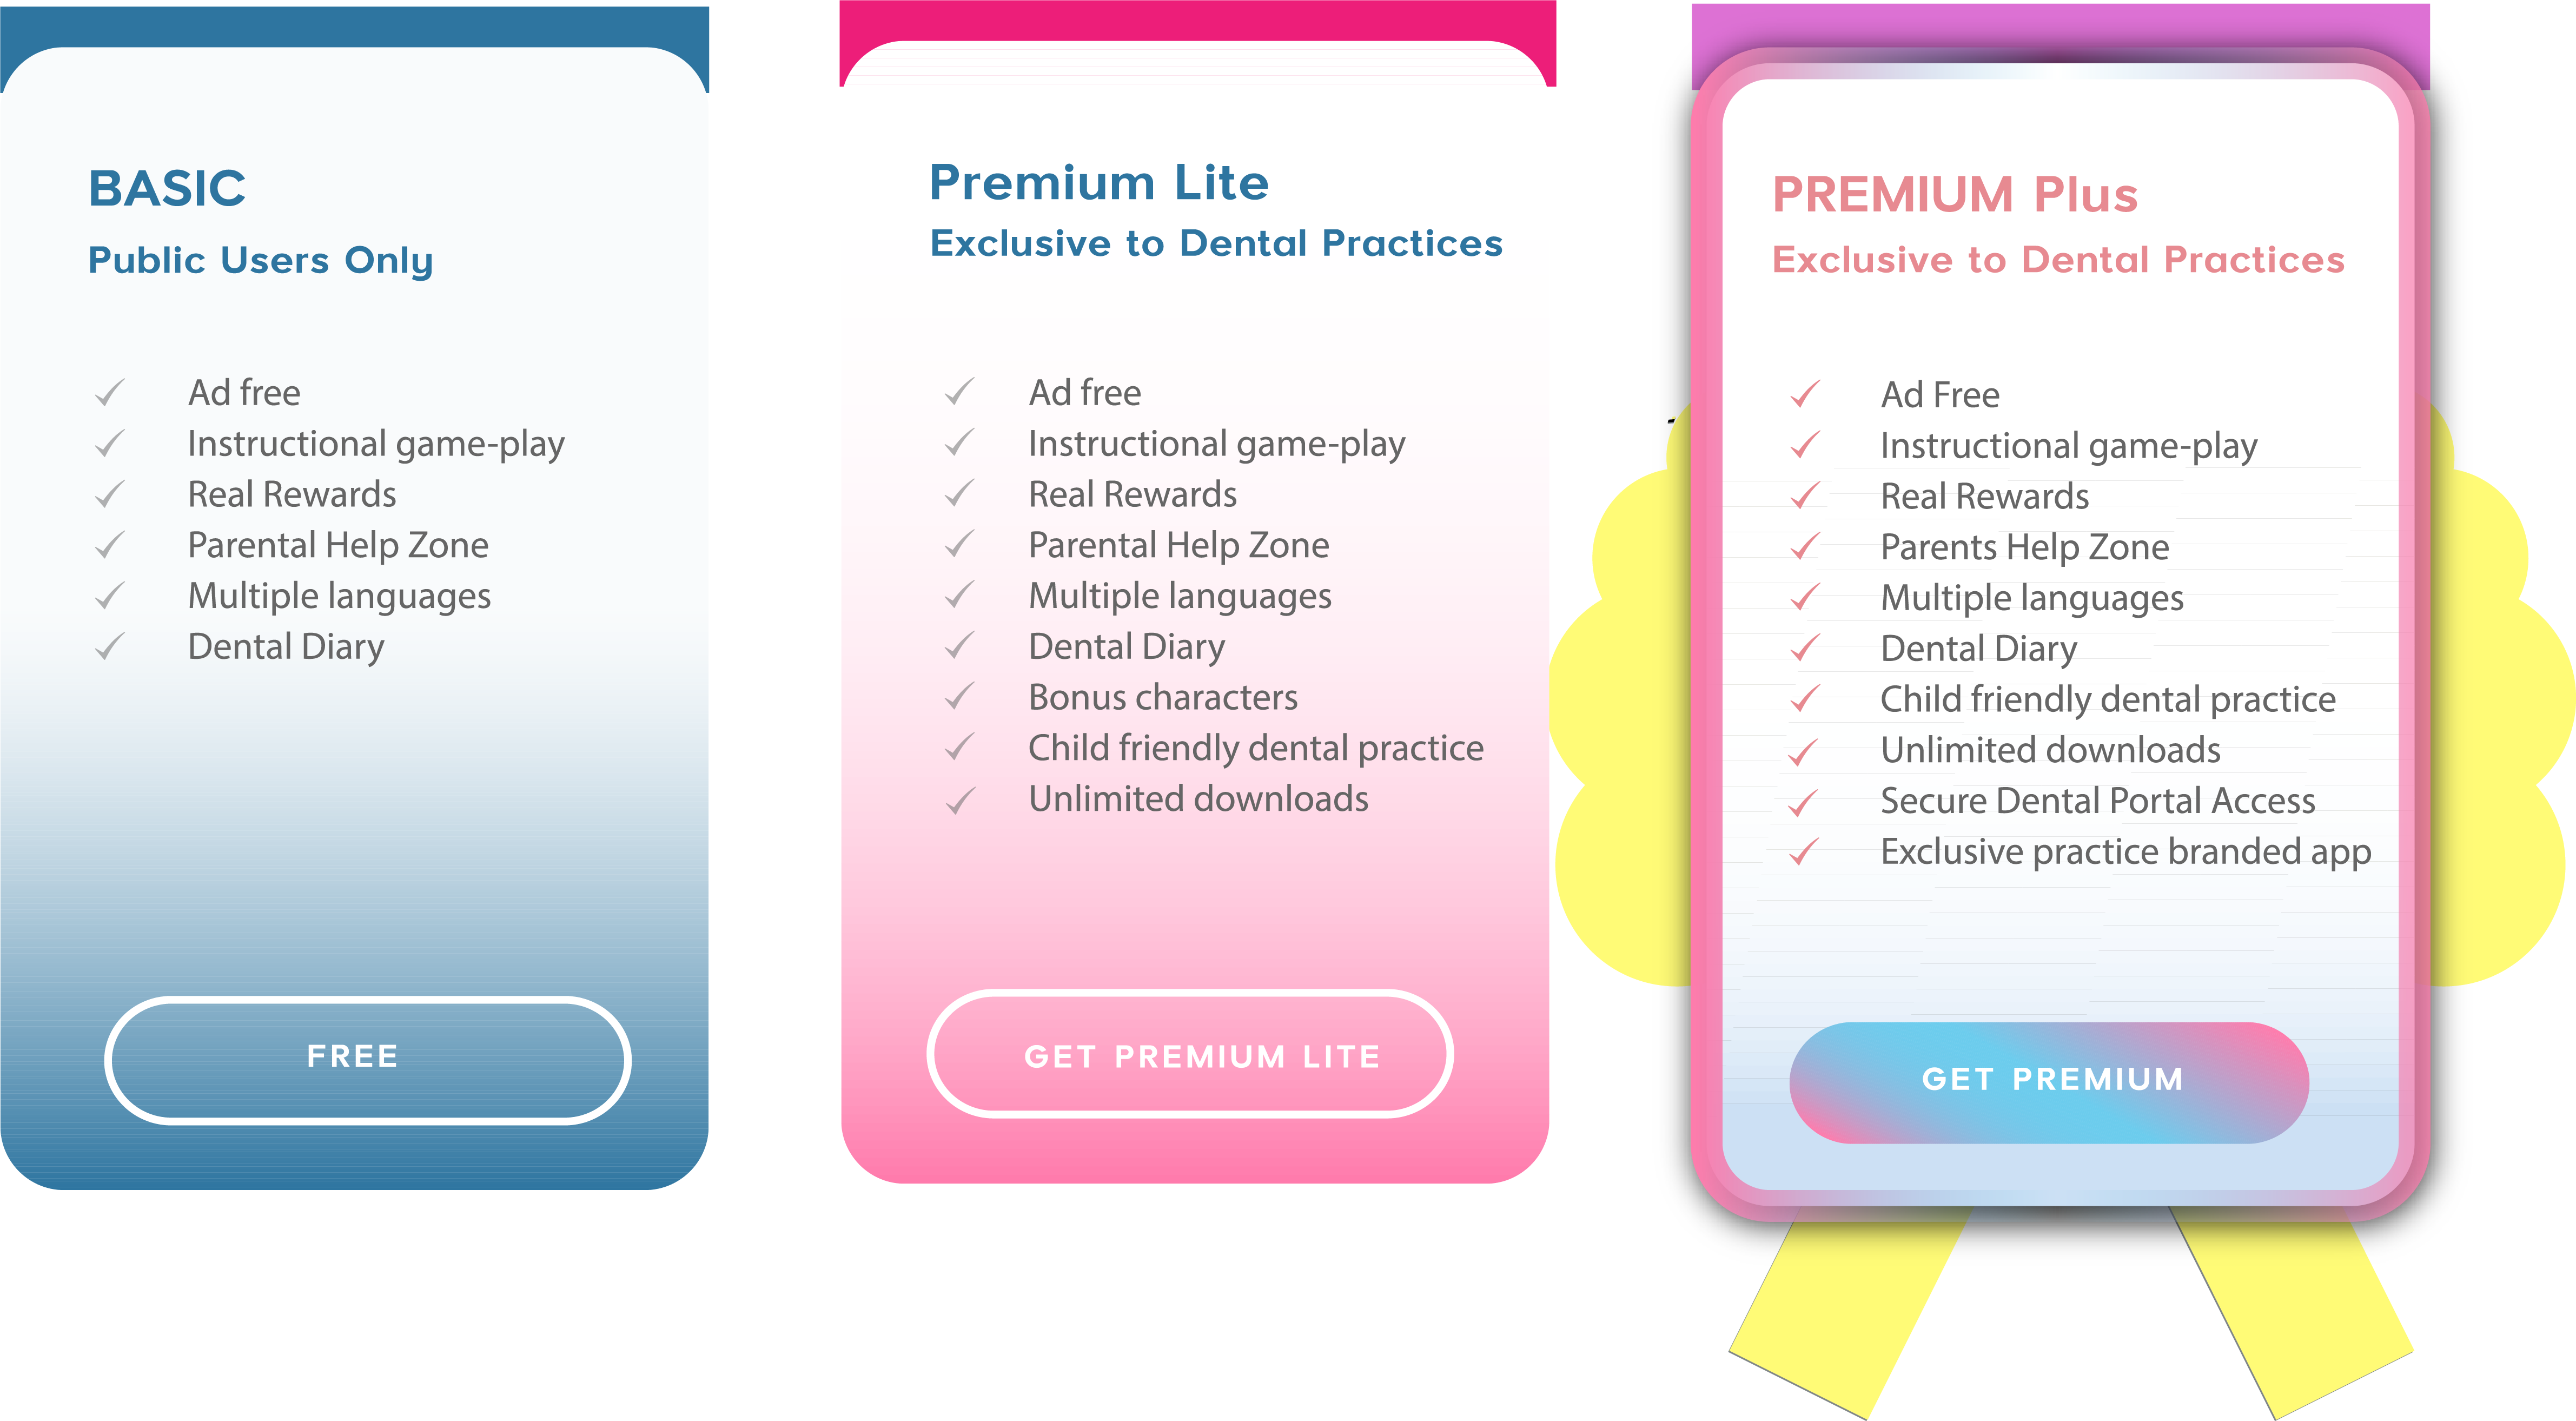 BASIC
Public Users Only
Ad free
Instructional game-play
Real Rewards
Parental Help Zone
Multiple languages
Dental Diary
FREE
Premium Lite
Exclusive to Dental Practices
Ad free
Instructional game-play
Real Rewards
Parental Help Zone
Multiple languages
Dental Diary
Bonus characters
Child friendly dental practice
Unlimited downloads
GET PREMIUM LITE
PREMIUM Plus
Exclusive to Dental Practices
Ad Free
Instructional game-play
Real Rewards
Parents Help Zone
Multiple languages
Dental Diary
Child friendly dental practice
Unlimited downloads
Secure Dental Portal Access
Exclusive practice branded app
GET PREMIUM